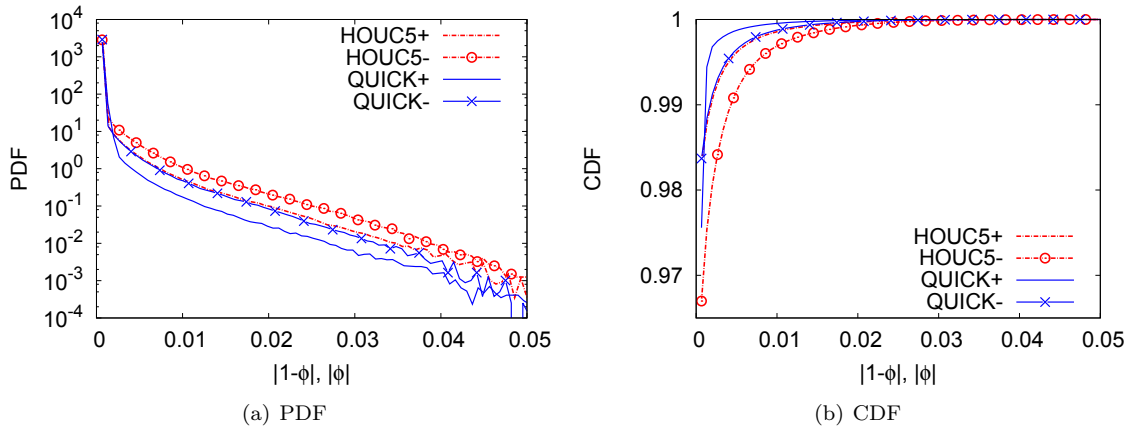 10^4
10^3
10^2
10^1
10^0
10^-1
10^-2
10^-3
10^-4
PDF
HOUC5+
HOUC5-
QUICK+
QUICK-
0 0.01 0.02 0.03 0.04 0.05
|1-ϕ|, |ϕ|
(a) PDF
1
0.99
0.98
0.97
CDF
HOUC5+
HOUC5-
QUICK+
QUICK-
0 0.01 0.02 0.03 0.04 0.05
|1-ϕ|, |ϕ|
(b) CDF